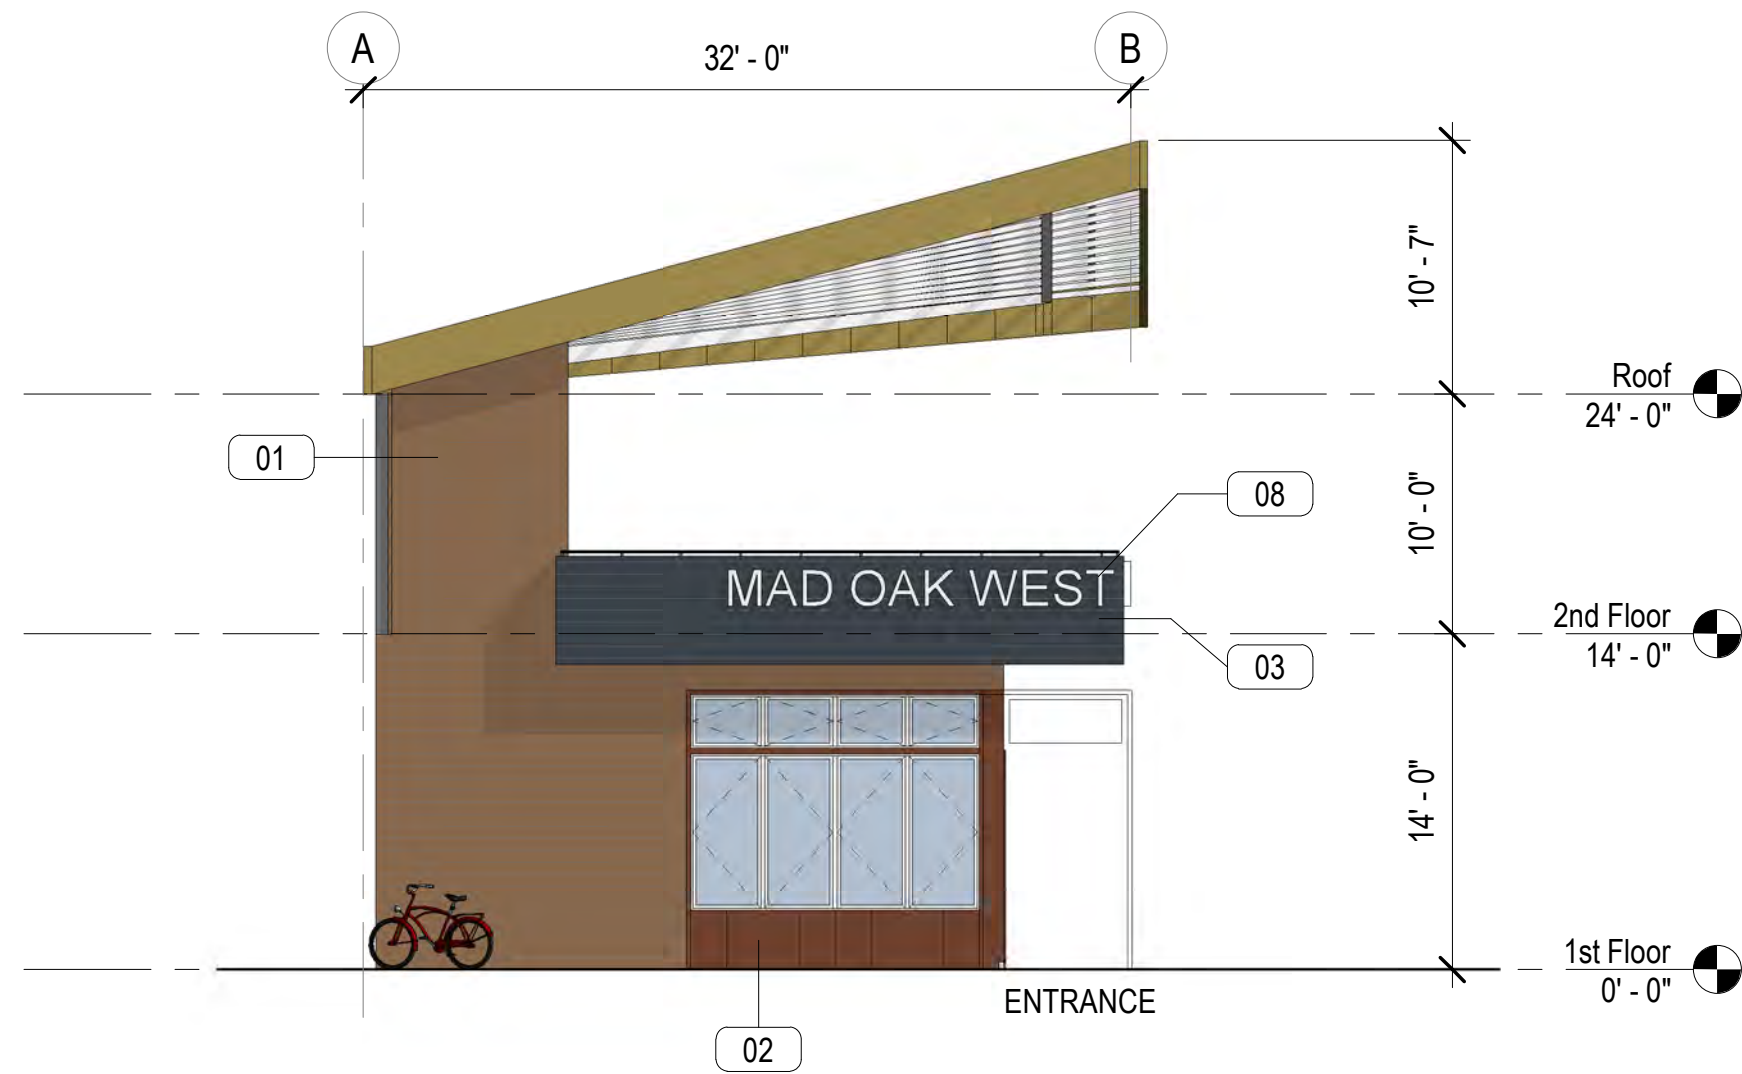 A
B
32' - 0"
10' - 7"
Roof
24' - 0"
01
08
10' - 0"
MAD OAK WEST
2nd Floor
14' - 0"
03
14' - 0"
1st Floor
0' - 0"
ENTRANCE
02